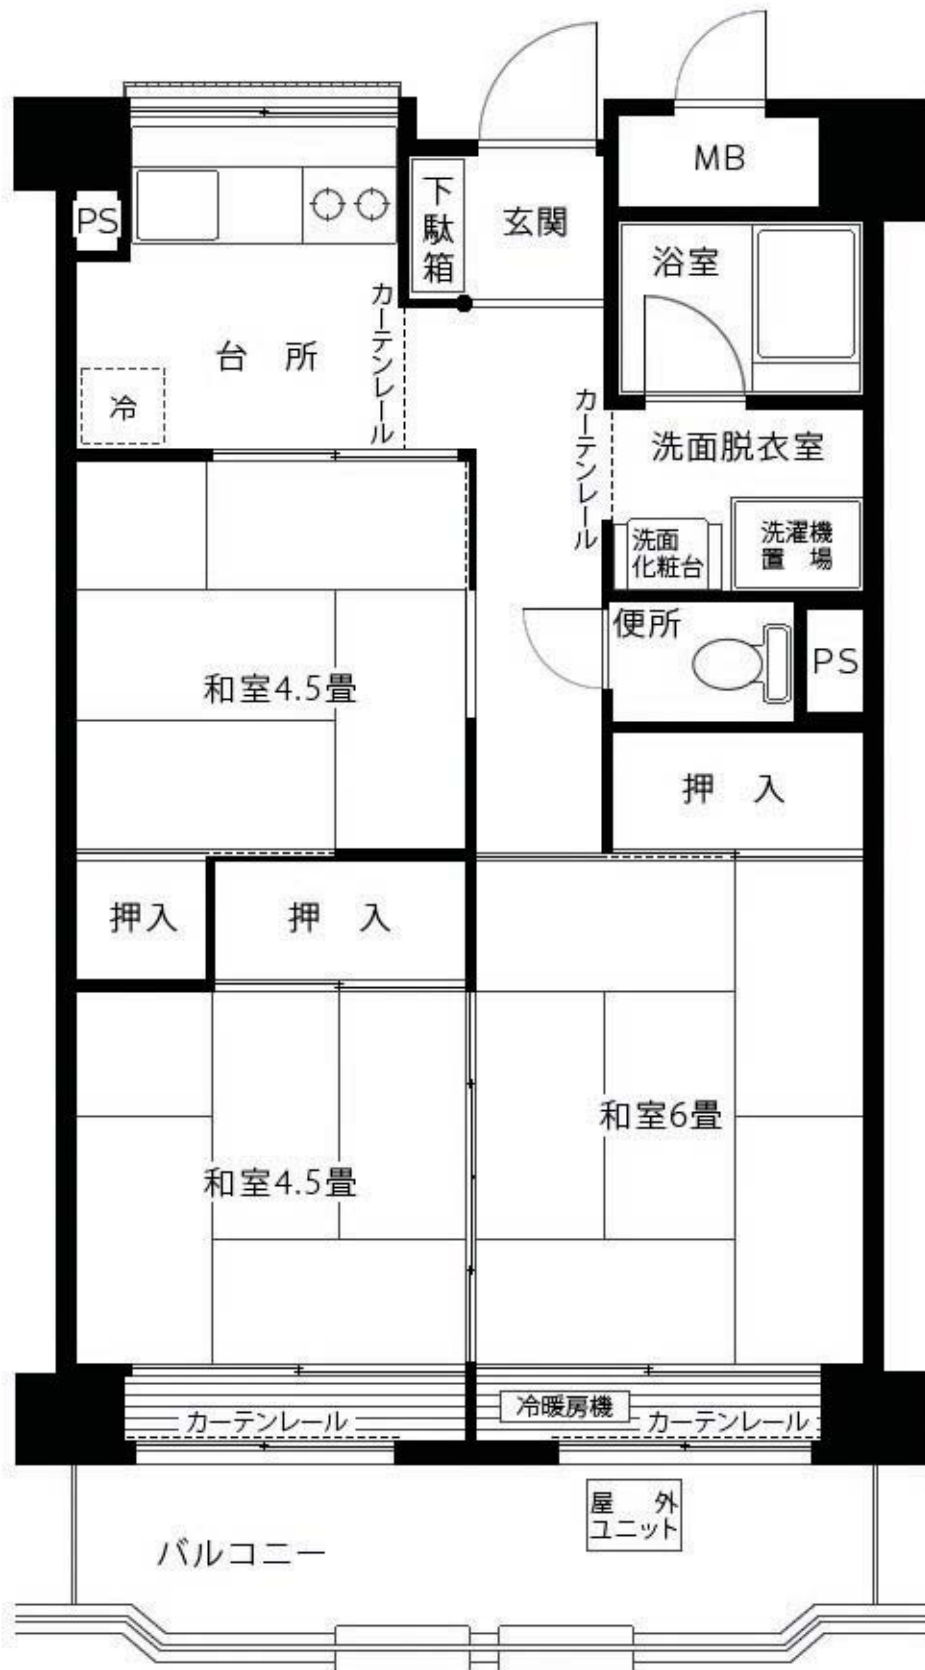 MB
PS
下駄箱
玄関
浴室
カーテンレール
台 所
冷
カーテンレール
洗面脱衣室
洗面
化粧台
洗濯機
置 場
便所
PS
和室4.5畳
押 入
押入
押 入
和室6畳
和室4.5畳
冷暖房機
カーテンレール
カーテンレール
屋 外
ユニット
バルコニー